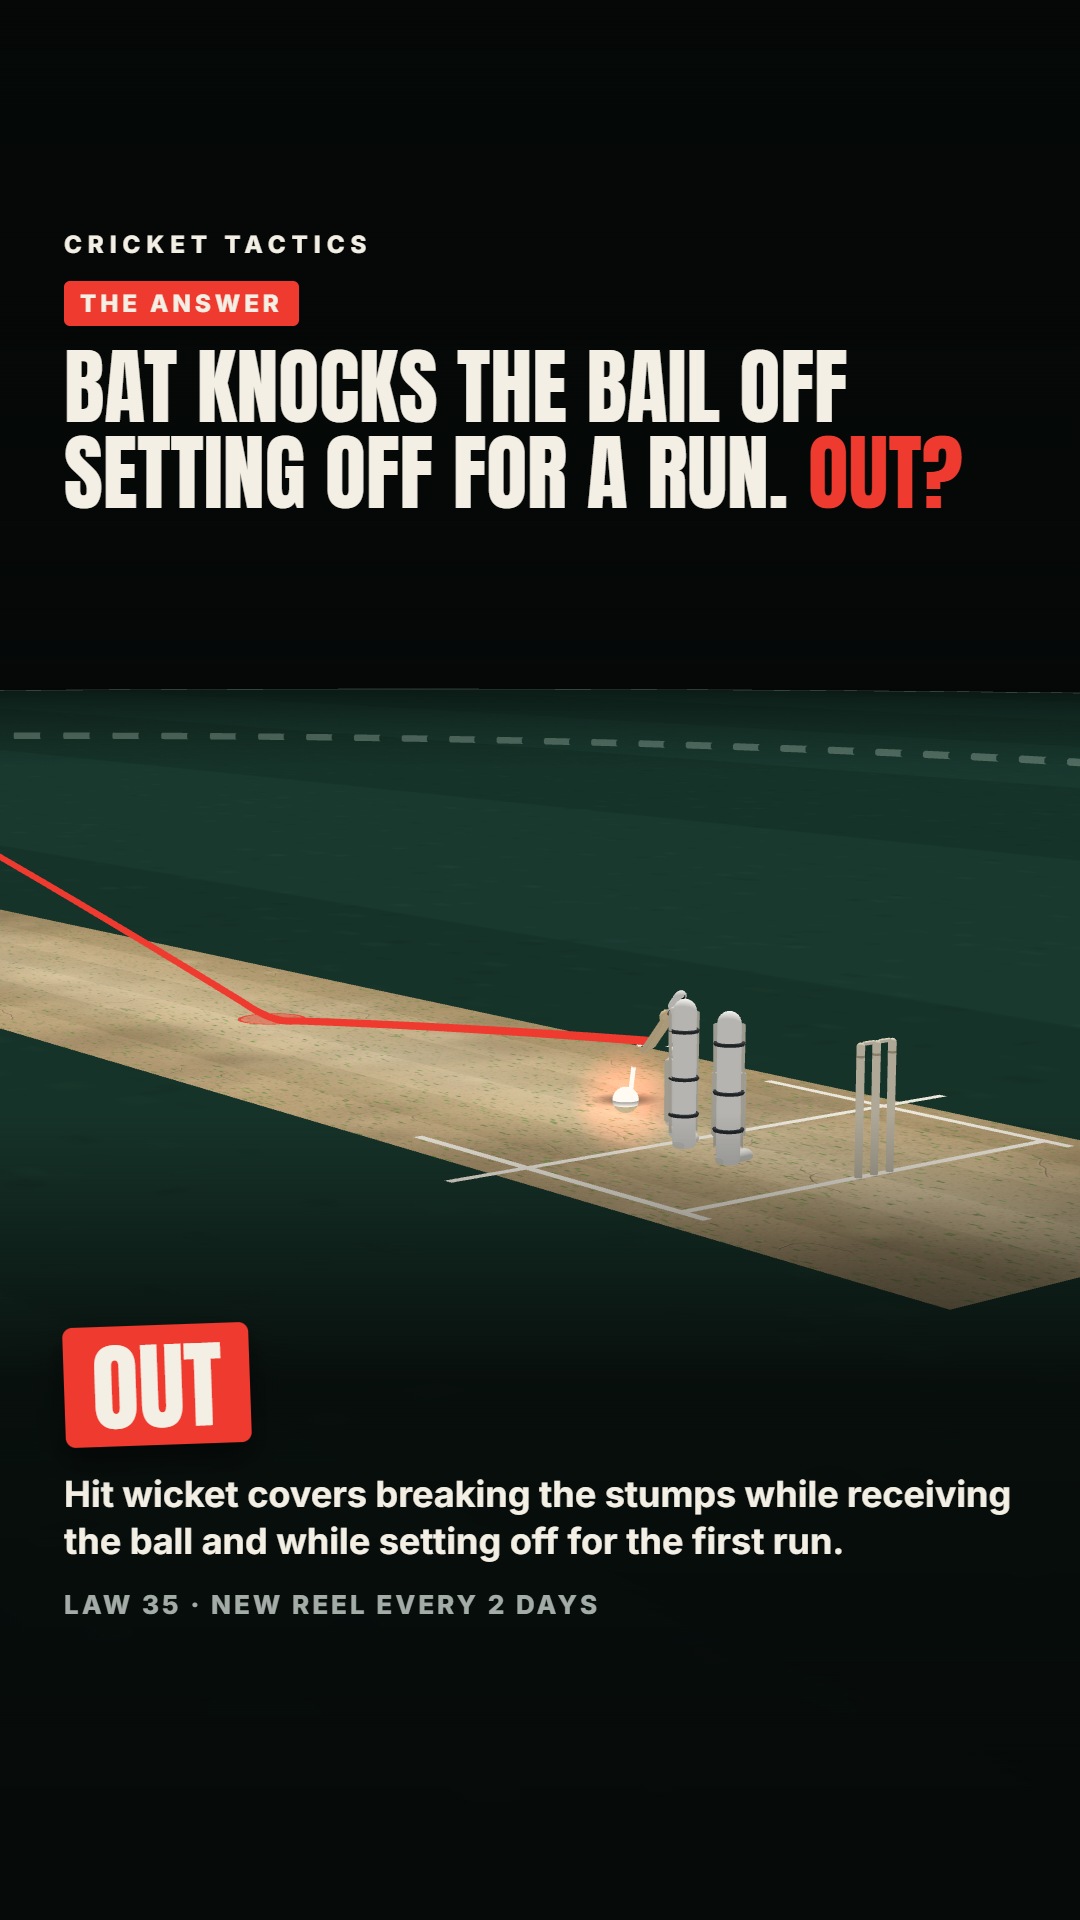 CRICKET TACTICS
THE ANSWER
BAT KNOCKS THE BAIL OFF
SETTING OFF FOR A RUN. OUT?
OUT
Hit wicket covers breaking the stumps while receiving
the ball and while setting off for the first run.
LAW 35 · NEW REEL EVERY 2 DAYS